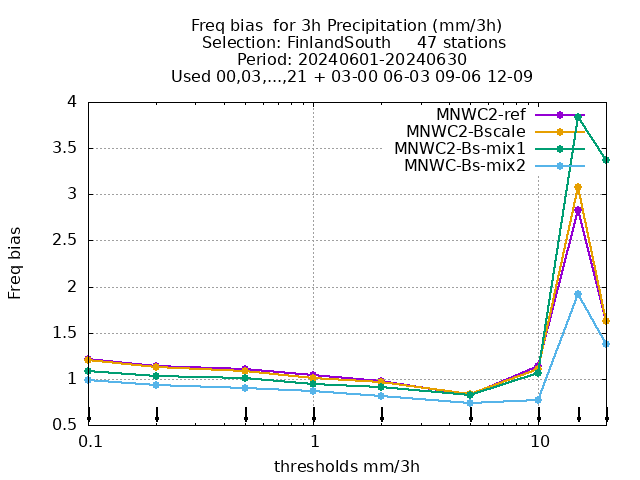 Freq bias  for 3h Precipitation (mm/3h)
Selection: FinlandSouth     47 stations
Period: 20240601-20240630
Used 00,03,...,21 + 03-00 06-03 09-06 12-09
MNWC2-ref
MNWC2-Bscale
MNWC2-Bs-mix1
MNWC-Bs-mix2
4
3.5
3
2.5
2
1.5
1
0.5
Freq bias
0.1 1 10
thresholds mm/3h